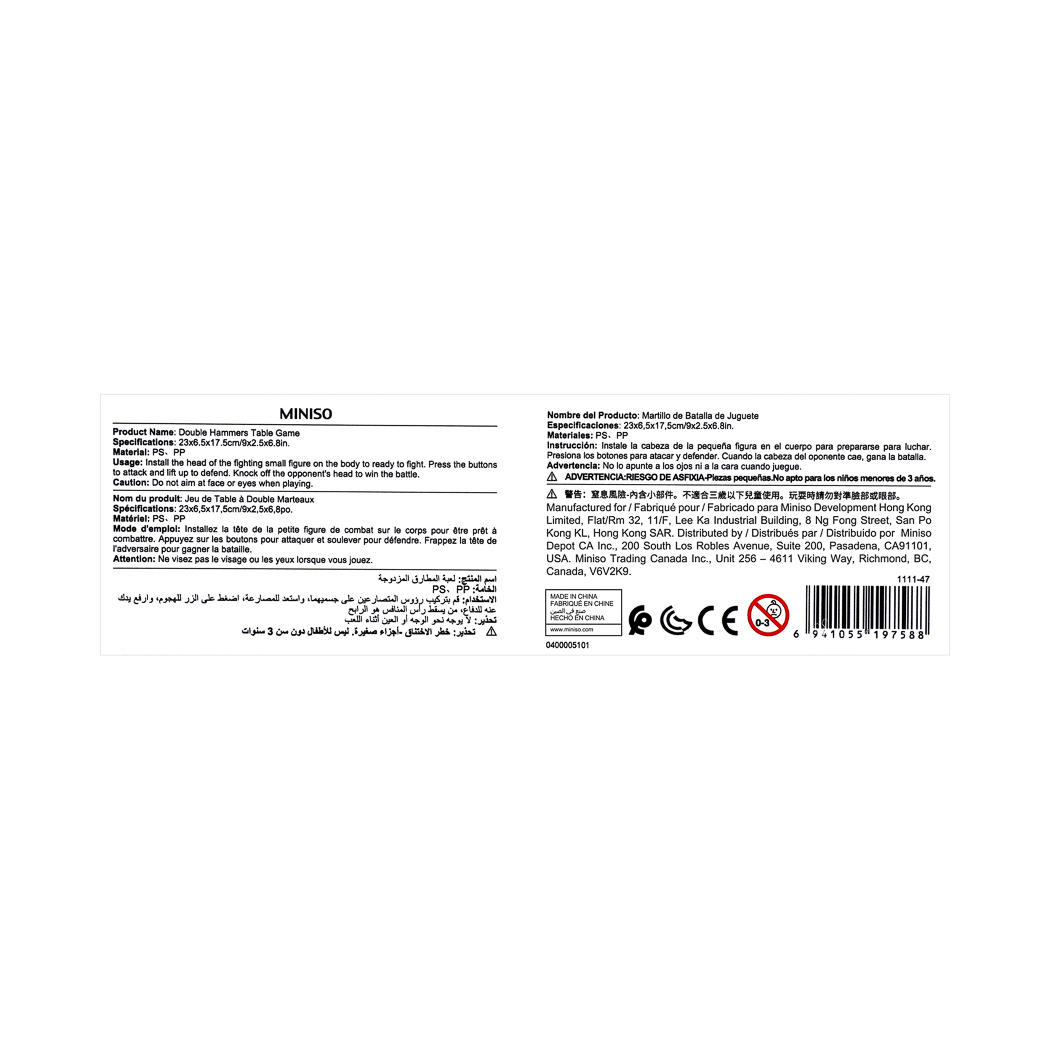 MINISO
Product Name: Double Hammers Table Game
Specifications: 23x6.5x17.5cm/9x2.5x6.8in.
Material: PS、PP
Usage: Install the head of the fighting small figure on the body to ready to fight. Press the buttons
to attack and lift up to defend. Knock off the opponent's head to win the battle.
Caution: Do not aim at face or eyes when playing.
Nom du produit: Jeu de Table à Double Marteaux
Spécifications: 23x6,5x17,5cm/9x2,5x6,8po.
Matériel: PS、PP
Mode d'emploi: Installez la tête de la petite figure de combat sur le corps pour être prêt à
combattre. Appuyez sur les boutons pour attaquer et soulever pour défendre. Frappez la tête de
l'adversaire pour gagner la bataille.
Attention: Ne visez pas le visage ou les yeux lorsque vous jouez.
اسم المنتج: لعبة المطارق المزدوجة
الخامة: PS、PP
الاستخدام: قم بتركيب رؤوس المتصارعين على جسميهما، واستعد للمصارعة، اضغط على الزر للهجوم، وارفع يدك
عنه للدفاع، من يسقط رأس المنافس هو الرابح
تحذير: لا يوجه نحو الوجه أو العين أثناء اللعب
⚠ تحذير: خطر الاختناق -أجزاء صغيرة. ليس للأطفال دون سن 3 سنوات
Nombre del Producto: Martillo de Batalla de Juguete
Especificaciones: 23x6,5x17,5cm/9x2.5x6.8in.
Materiales: PS、PP
Instrucción: Instale la cabeza de la pequeña figura en el cuerpo para prepararse para luchar.
Presiona los botones para atacar y defender. Cuando la cabeza del oponente cae, gana la batalla.
Advertencia: No lo apunte a los ojos ni a la cara cuando juegue.
⚠ ADVERTENCIA:RIESGO DE ASFIXIA-Piezas pequeñas.No apto para los niños menores de 3 años.
⚠ 警告：窒息風險-內含小部件。不適合三歲以下兒童使用。玩耍時請勿對準臉部或眼部。
Manufactured for / Fabriqué pour / Fabricado para Miniso Development Hong Kong
Limited, Flat/Rm 32, 11/F, Lee Ka Industrial Building, 8 Ng Fong Street, San Po
Kong KL, Hong Kong SAR. Distributed by / Distribués par / Distribuido por Miniso
Depot CA Inc., 200 South Los Robles Avenue, Suite 200, Pasadena, CA91101,
USA. Miniso Trading Canada Inc., Unit 256 – 4611 Viking Way, Richmond, BC,
Canada, V6V2K9.
1111-47
MADE IN CHINA
FABRIQUÉ EN CHINE
صنع في الصين
HECHO EN CHINA
www.miniso.com
CE
0-3
6 941055 197588
0400005101